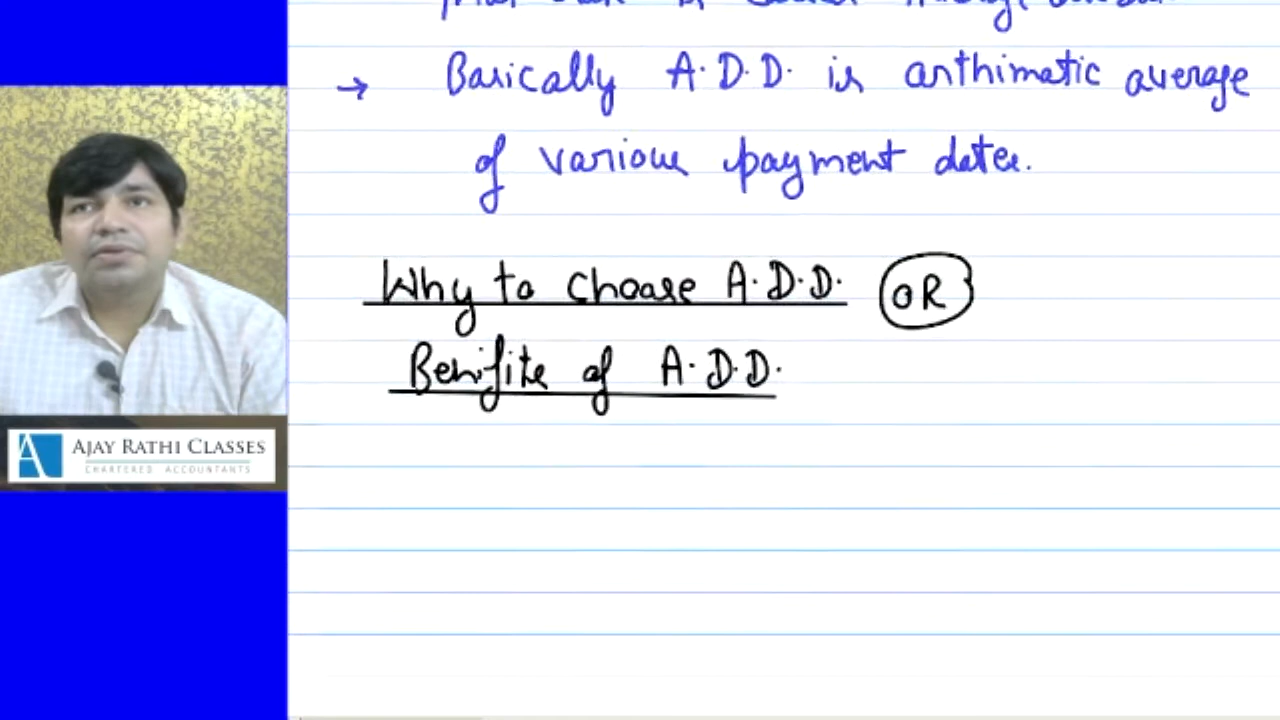 → Basically A.D.D. is arthimatic average
of various payment dates.
Why to choose A.D.D. OR
Benifits of A.D.D.
AJAY RATHI CLASSES
CHARTERED ACCOUNTANTS